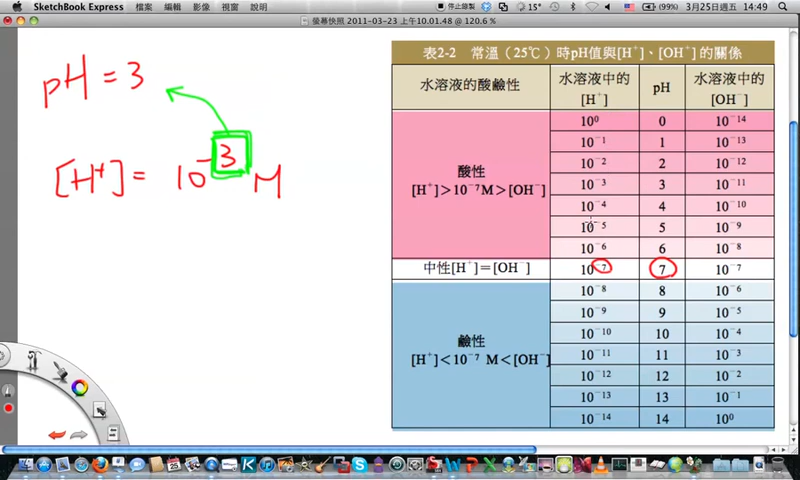 SketchBook Express 檔案 編輯 影像 視窗 說明
停止錄製 15° (99%) 3月25日週五 14:49
螢幕快照 2011-03-23 上午10.01.48 @ 120.6 %
pH = 3
[H⁺] = 10⁻³ M
表2-2 常溫（25℃）時pH值與[H⁺]、[OH⁻]的關係
水溶液的酸鹼性 水溶液中的[H⁺] pH 水溶液中的[OH⁻]
10⁰ 0 10⁻¹⁴
10⁻¹ 1 10⁻¹³
10⁻² 2 10⁻¹²
酸性
10⁻³ 3 10⁻¹¹
[H⁺]>10⁻⁷M>[OH⁻]
10⁻⁴ 4 10⁻¹⁰
10⁻⁵ 5 10⁻⁹
10⁻⁶ 6 10⁻⁸
中性[H⁺]=[OH⁻] 10⁻⁷ 7 10⁻⁷
10⁻⁸ 8 10⁻⁶
10⁻⁹ 9 10⁻⁵
10⁻¹⁰ 10 10⁻⁴
鹼性
10⁻¹¹ 11 10⁻³
[H⁺]<10⁻⁷ M<[OH⁻]
10⁻¹² 12 10⁻²
10⁻¹³ 13 10⁻¹
10⁻¹⁴ 14 10⁰